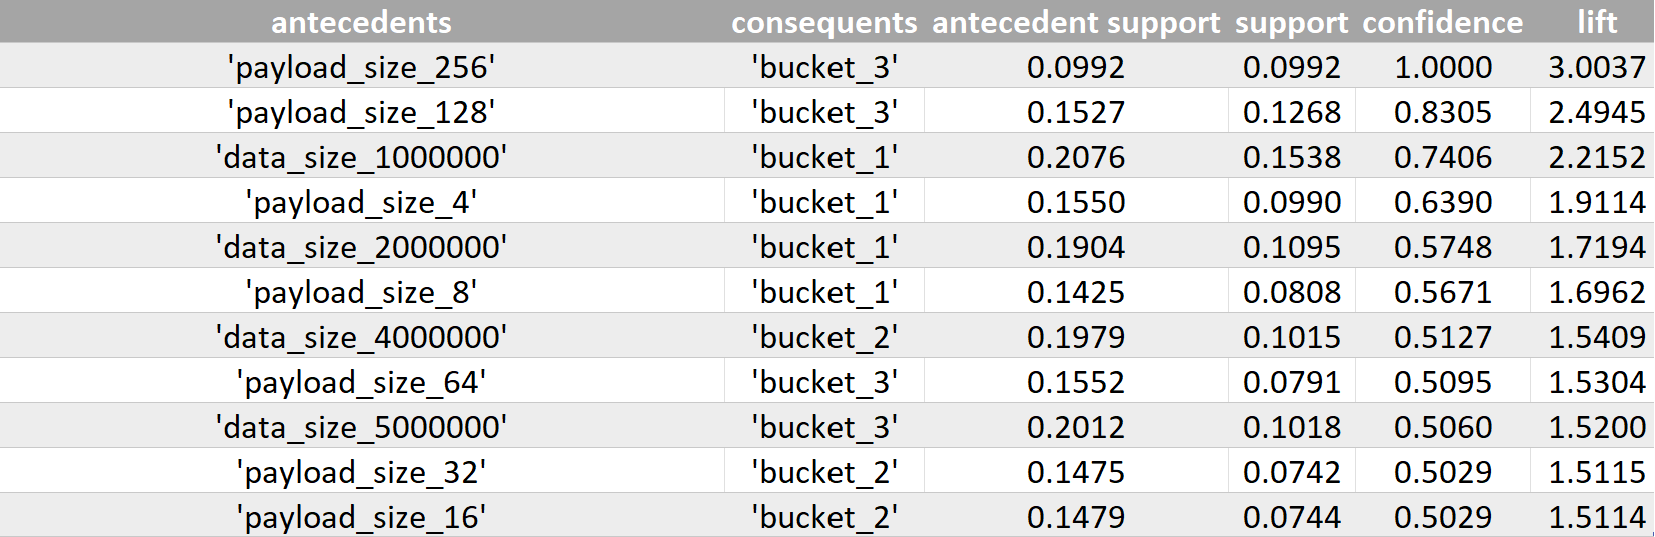 antecedents consequents antecedent support support confidence lift
'payload_size_256' 'bucket_3' 0.0992 0.0992 1.0000 3.0037
'payload_size_128' 'bucket_3' 0.1527 0.1268 0.8305 2.4945
'data_size_1000000' 'bucket_1' 0.2076 0.1538 0.7406 2.2152
'payload_size_4' 'bucket_1' 0.1550 0.0990 0.6390 1.9114
'data_size_2000000' 'bucket_1' 0.1904 0.1095 0.5748 1.7194
'payload_size_8' 'bucket_1' 0.1425 0.0808 0.5671 1.6962
'data_size_4000000' 'bucket_2' 0.1979 0.1015 0.5127 1.5409
'payload_size_64' 'bucket_3' 0.1552 0.0791 0.5095 1.5304
'data_size_5000000' 'bucket_3' 0.2012 0.1018 0.5060 1.5200
'payload_size_32' 'bucket_2' 0.1475 0.0742 0.5029 1.5115
'payload_size_16' 'bucket_2' 0.1479 0.0744 0.5029 1.5114